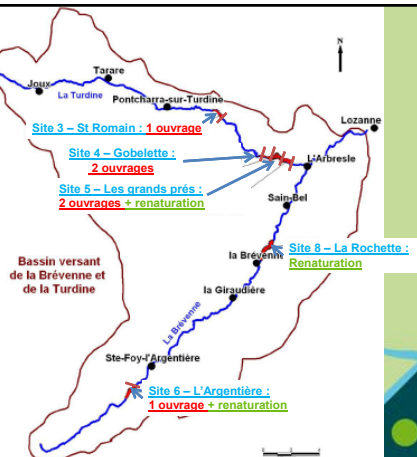 N
Tarare
Joux
La Turdine
Pontcharra-sur-Turdine
Lozanne
Site 3 – St Romain : 1 ouvrage
Site 4 – Gobelette :
2 ouvrages
L'Arbresle
Site 5 – Les grands prés :
2 ouvrages + renaturation
Sain-Bel
Site 8 – La Rochette :
Renaturation
Bassin versant
de la Brévenne et
de la Turdine
la Brévenne
la Giraudière
La Brévenne
Ste-Foy-l'Argentière
Site 6 – L'Argentière :
1 ouvrage + renaturation